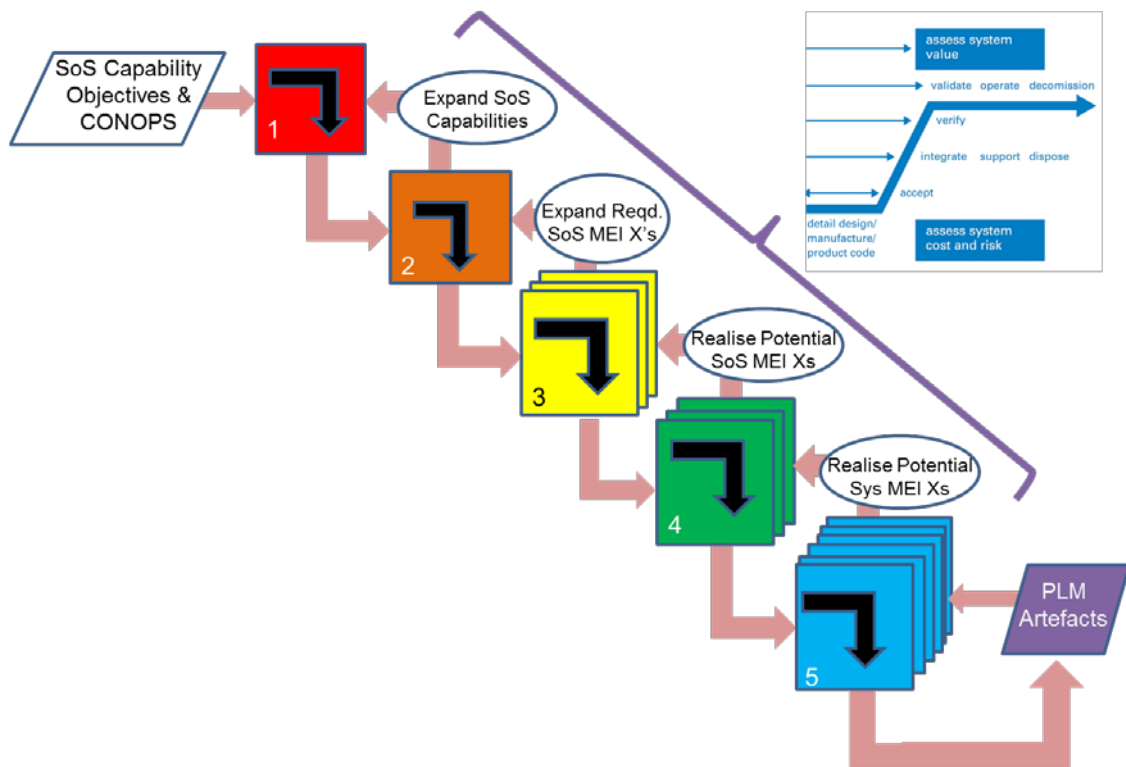 SoS Capability
Objectives &
CONOPS
1
Expand SoS
Capabilities
2
Expand Reqd.
SoS MEI X's
3
Realise Potential
SoS MEI Xs
4
Realise Potential
Sys MEI Xs
5
PLM
Artefacts
assess system
value
validate operate decomission
verify
integrate support dispose
accept
detail design/
manufacture/
product code
assess system
cost and risk